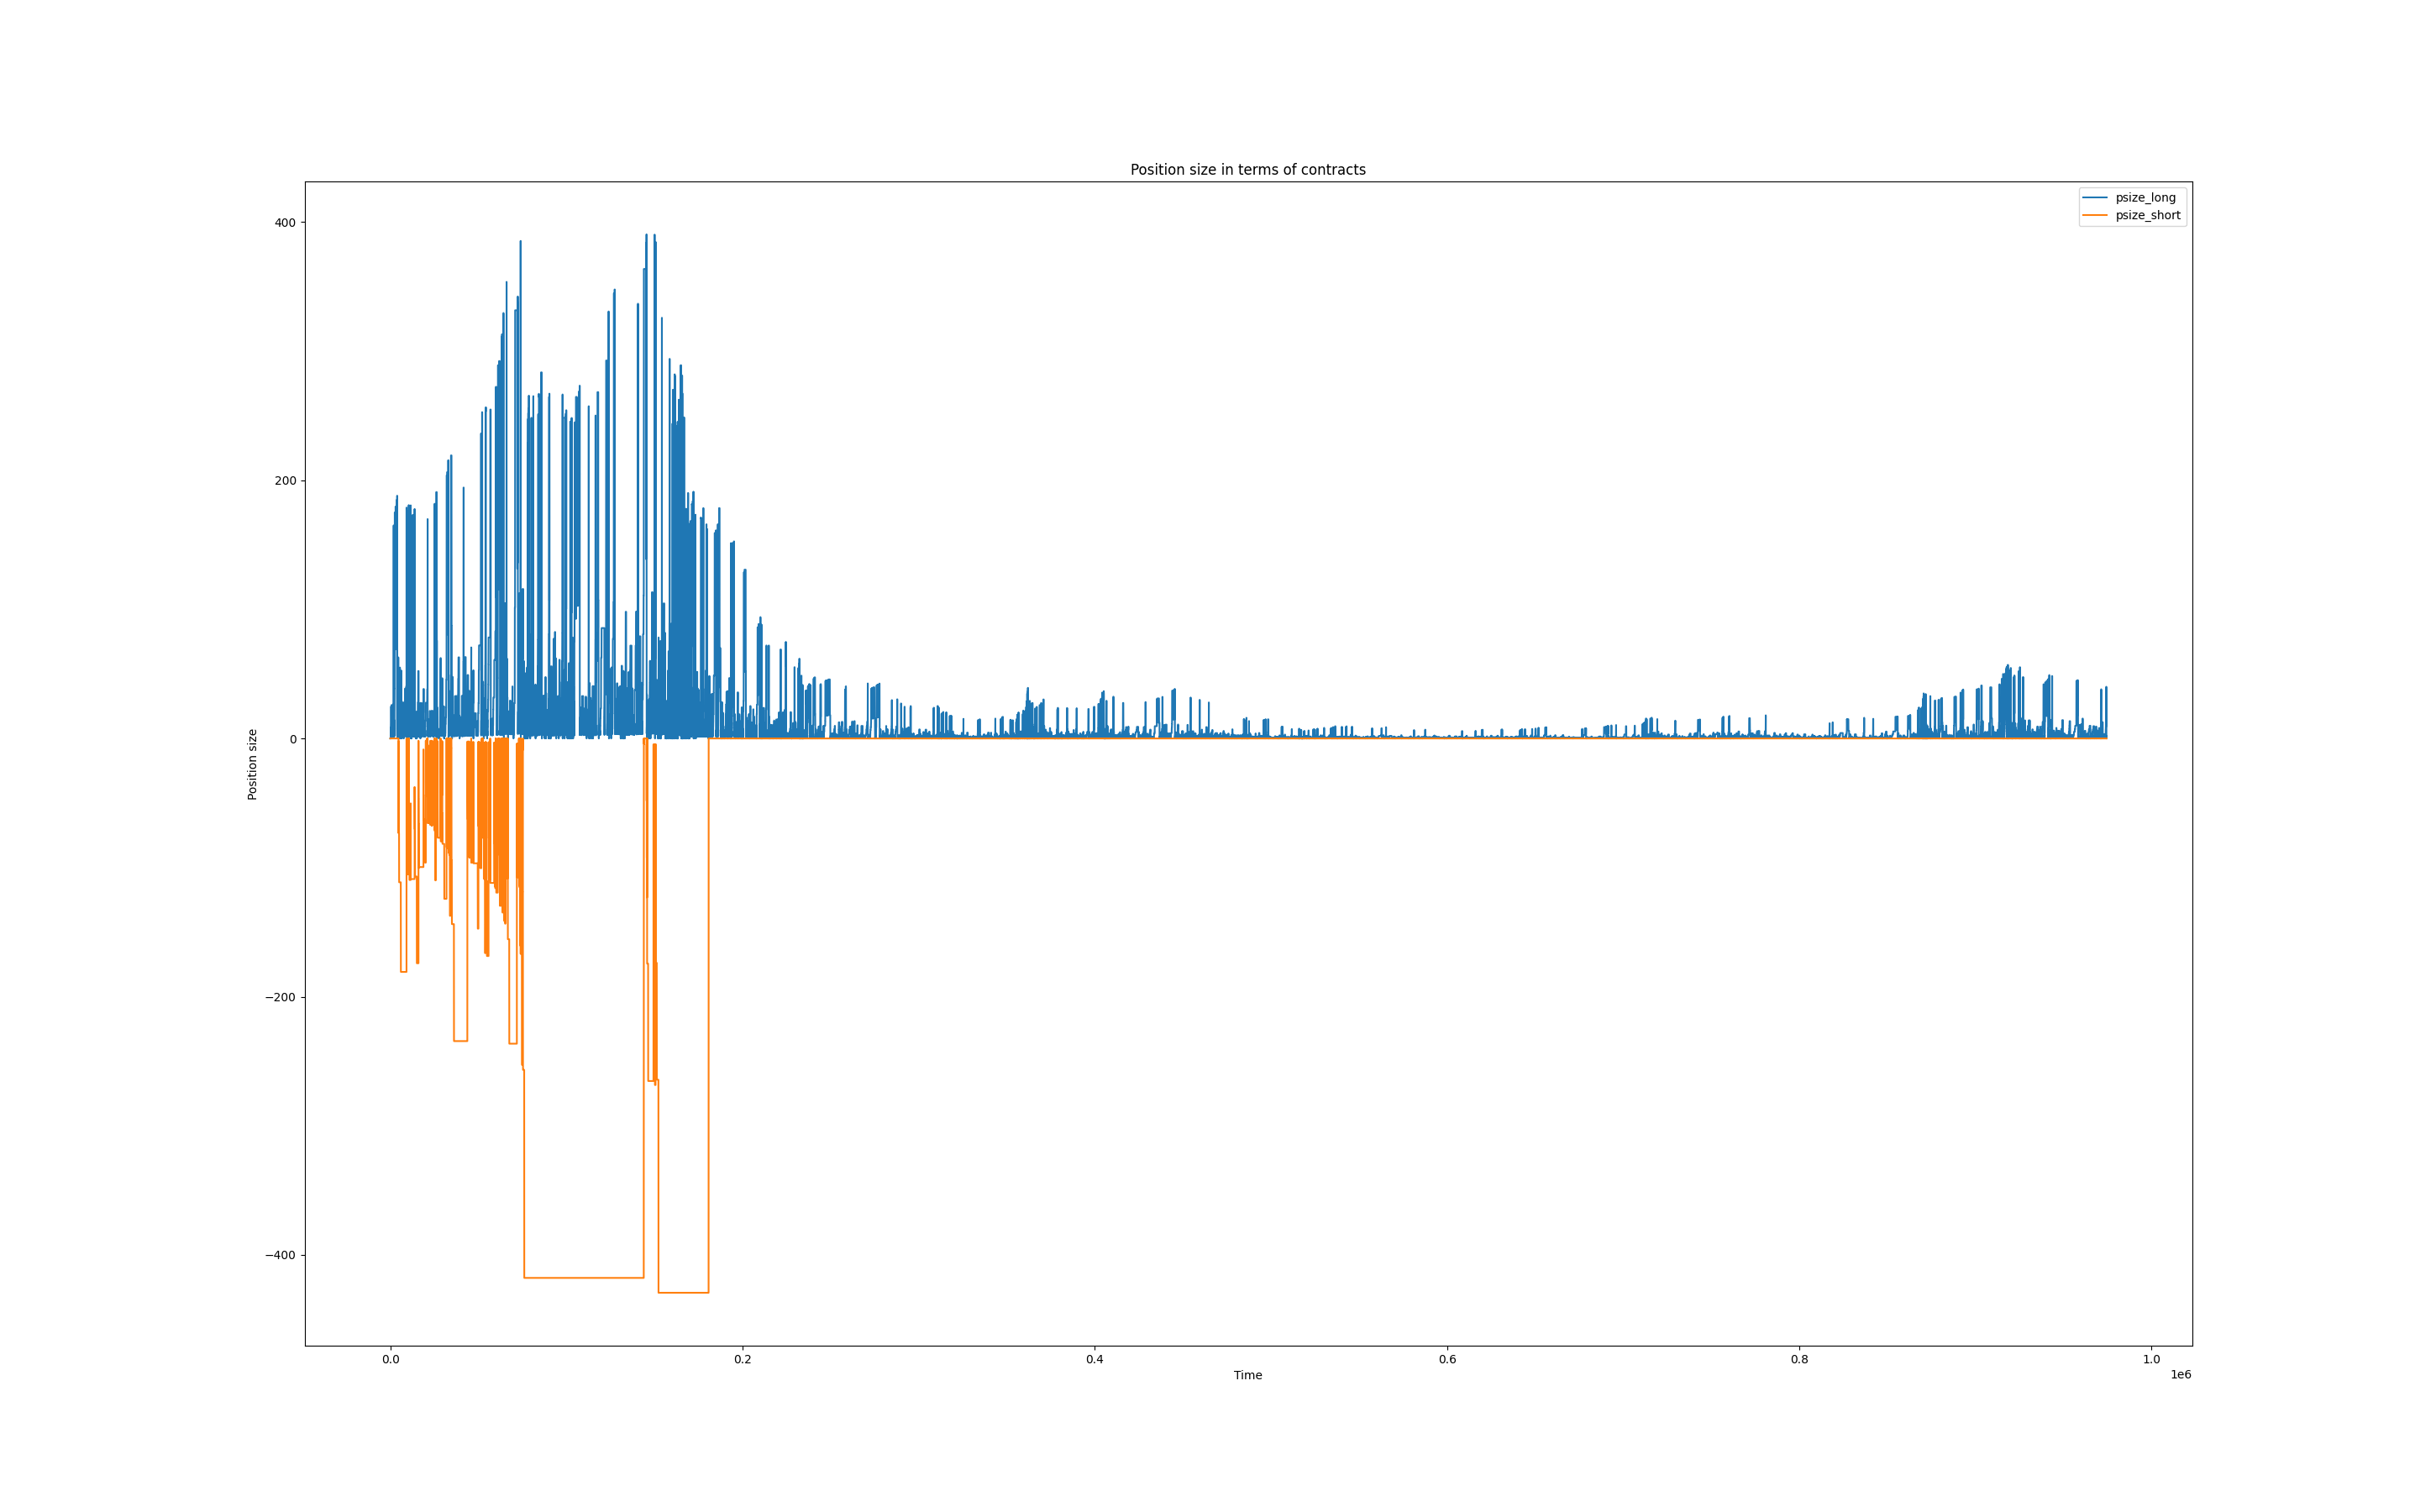 Position size in terms of contracts
psize_long
psize_short
400
200
0
−200
−400
Position size
0.0
0.2
0.4
0.6
0.8
1.0
1e6
Time